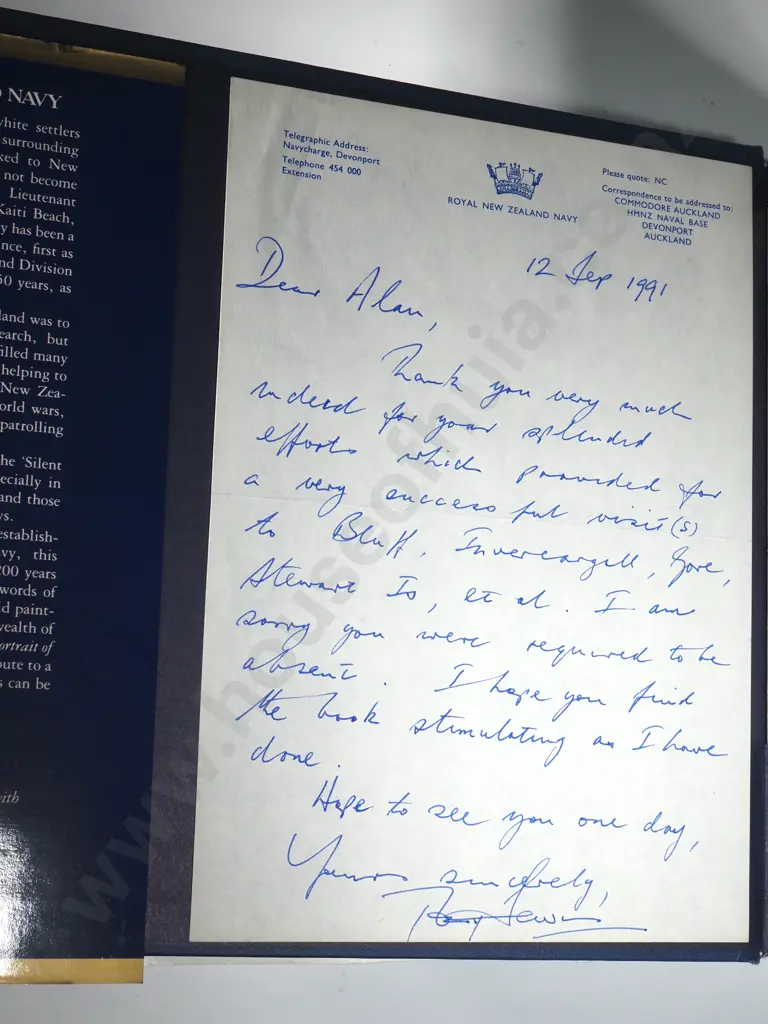 NAVY
white settlers
surrounding
ked to New
not become
Lieutenant
Kaiti Beach,
y has been a
nce, first as
nd Division
50 years, as
land was to
earch, but
filled many
helping to
New Zea-
orld wars,
patrolling
he 'Silent
ecially in
and those
ys.
establish-
vy, this
200 years
words of
d paint-
wealth of
ortrait of
bute to a
s can be
with
Telegraphic Address:
Navycharge, Devonport
Telephone 454 000
Extension
ROYAL NEW ZEALAND NAVY
Please quote: NC
Correspondence to be addressed to:
COMMODORE AUCKLAND
HMNZ NAVAL BASE
DEVONPORT
AUCKLAND
12 Sep 1991
Dear Alan,
Thank you very much
indeed for your splendid
efforts which provided for
a very successful visit(s)
to Bluff, Invercargill, Gore,
Stewart Is, et al. I am
sorry you were required to be
absent. I hope you find
the book stimulating as I have
done.
Hope to see you one day,
Yours sincerely,
www.houseofhuia.